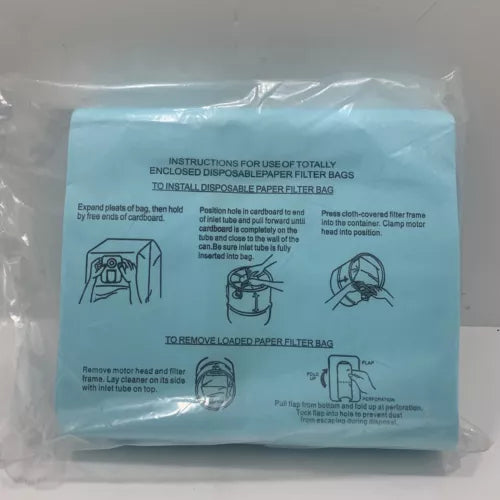 INSTRUCTIONS FOR USE OF TOTALLY
ENCLOSED DISPOSABLEPAPER FILTER BAGS
TO INSTALL DISPOSABLE PAPER FILTER BAG
Expand pleats of bag, then hold
by free ends of cardboard.
Position hole in cardboard to end
of inlet tube and pull forward until
cardboard is completely on the
tube and close to the wall of the
can.Be sure inlet tube is fully
inserted into bag.
Press cloth-covered filter frame
into the container. Clamp motor
head into position.
TO REMOVE LOADED PAPER FILTER BAG
Remove motor head and filter
frame. Lay cleaner on its side
with inlet tube on top.
FLAP
FOLD
UP
PERFORATION
Pull flap from bottom and fold up at perforation.
Tuck flap into hole to prevent dust
from escaping during disposal.